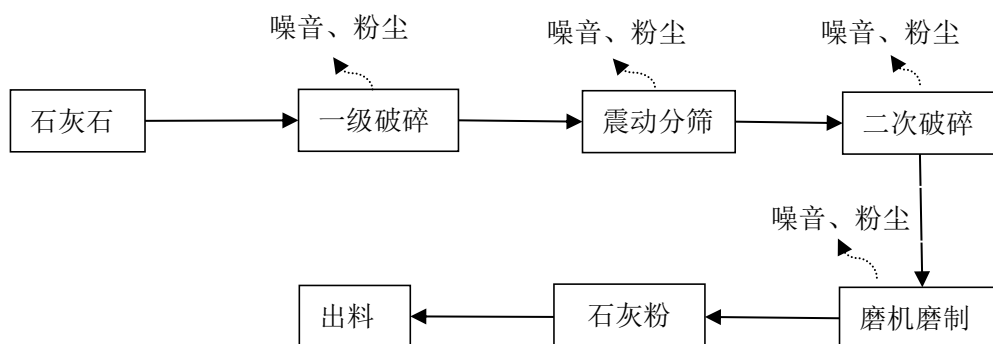 噪音、粉尘
噪音、粉尘
噪音、粉尘
石灰石
一级破碎
震动分筛
二次破碎
噪音、粉尘
出料
石灰粉
磨机磨制